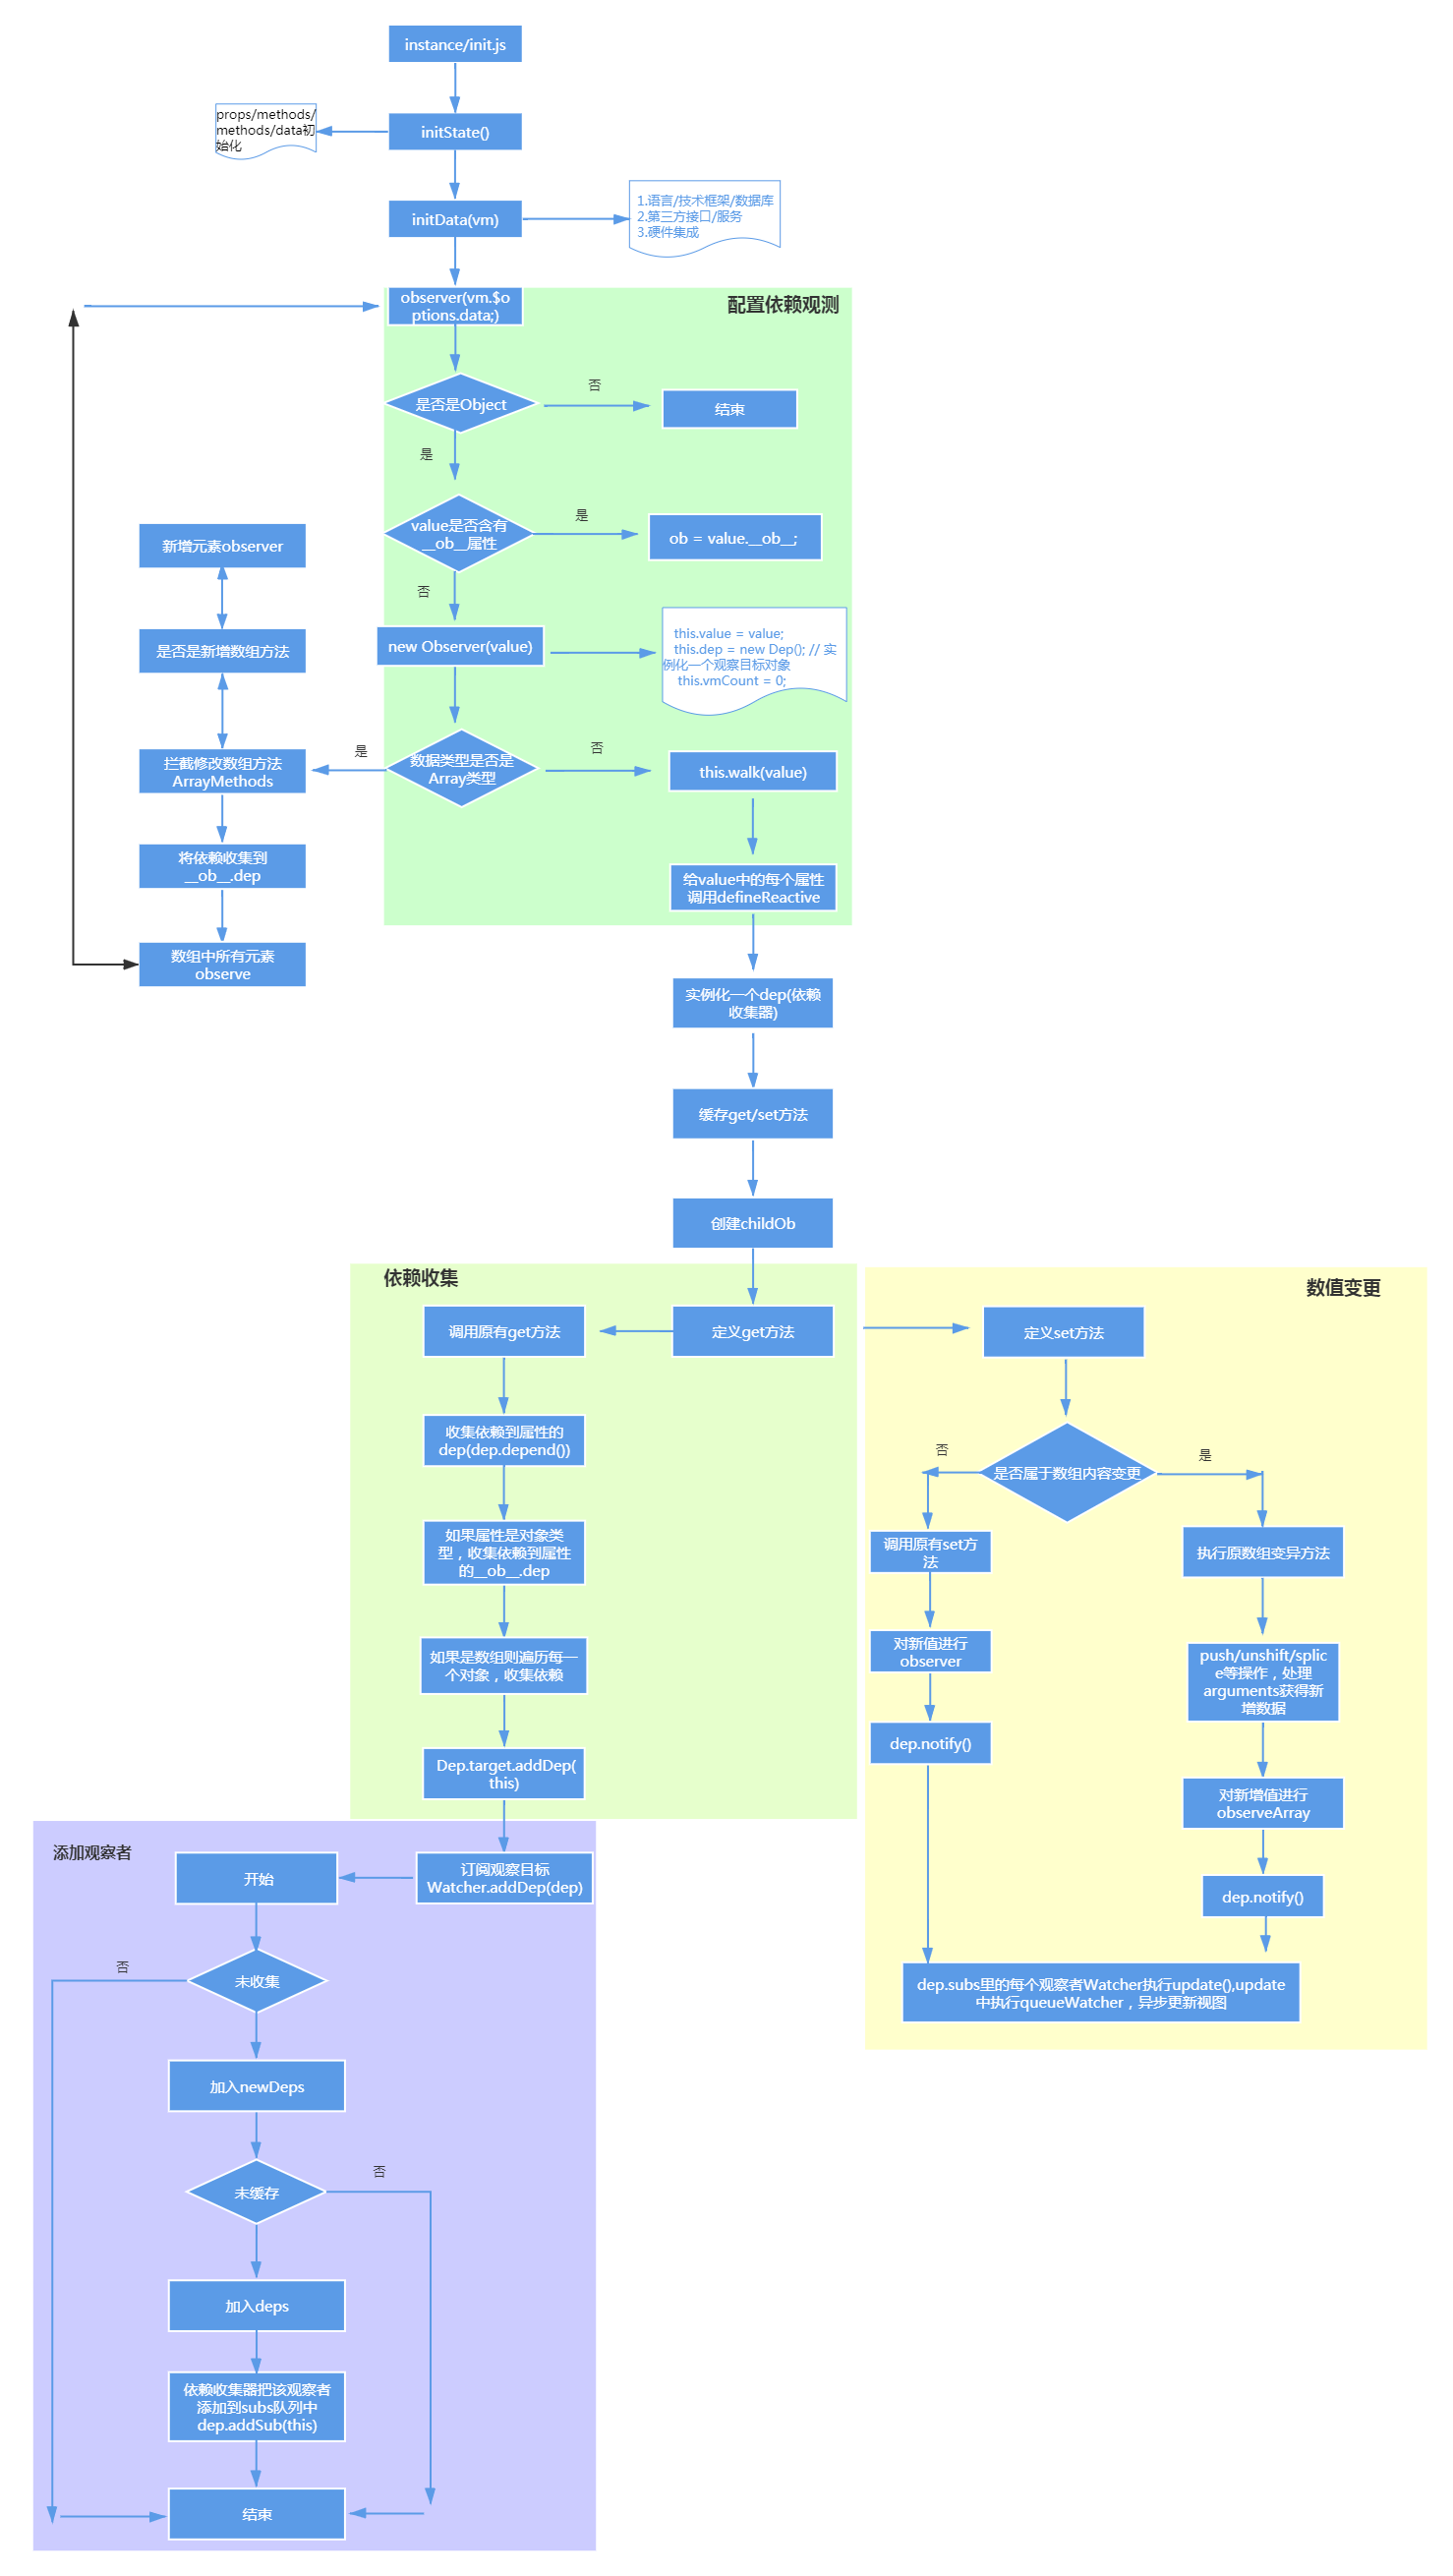 instance/init.js
props/methods/
methods/data初
始化
initState()
initData(vm)
1.语言/技术框架/数据库
2.第三方接口/服务
3.硬件集成
observer(vm.$o
ptions.data;)
配置依赖观测
是否是Object
否
结束
是
value是否含有
__ob__属性
是
ob = value.__ob__;
新增元素observer
否
new Observer(value)
this.value = value;
this.dep = new Dep(); // 实
例化一个观察目标对象
this.vmCount = 0;
是否是新增数组方法
数据类型是否是
Array类型
是
否
拦截修改数组方法
ArrayMethods
this.walk(value)
将依赖收集到
__ob__.dep
给value中的每个属性
调用defineReactive
数组中所有元素
observe
实例化一个dep(依赖
收集器)
缓存get/set方法
创建childOb
依赖收集
数值变更
调用原有get方法
定义get方法
定义set方法
收集依赖到属性的
dep(dep.depend())
否
是否属于数组内容变更
是
如果属性是对象类
型，收集依赖到属性
的__ob__.dep
调用原有set方
法
执行原数组变异方法
如果是数组则遍历每一
个对象，收集依赖
对新值进行
observer
push/unshift/splic
e等操作，处理
arguments获得新
增数据
Dep.target.addDep(
this)
dep.notify()
对新增值进行
observeArray
添加观察者
开始
订阅观察目标
Watcher.addDep(dep)
dep.notify()
否
未收集
dep.subs里的每个观察者Watcher执行update(),update
中执行queueWatcher，异步更新视图
加入newDeps
否
未缓存
加入deps
依赖收集器把该观察者
添加到subs队列中
dep.addSub(this)
结束